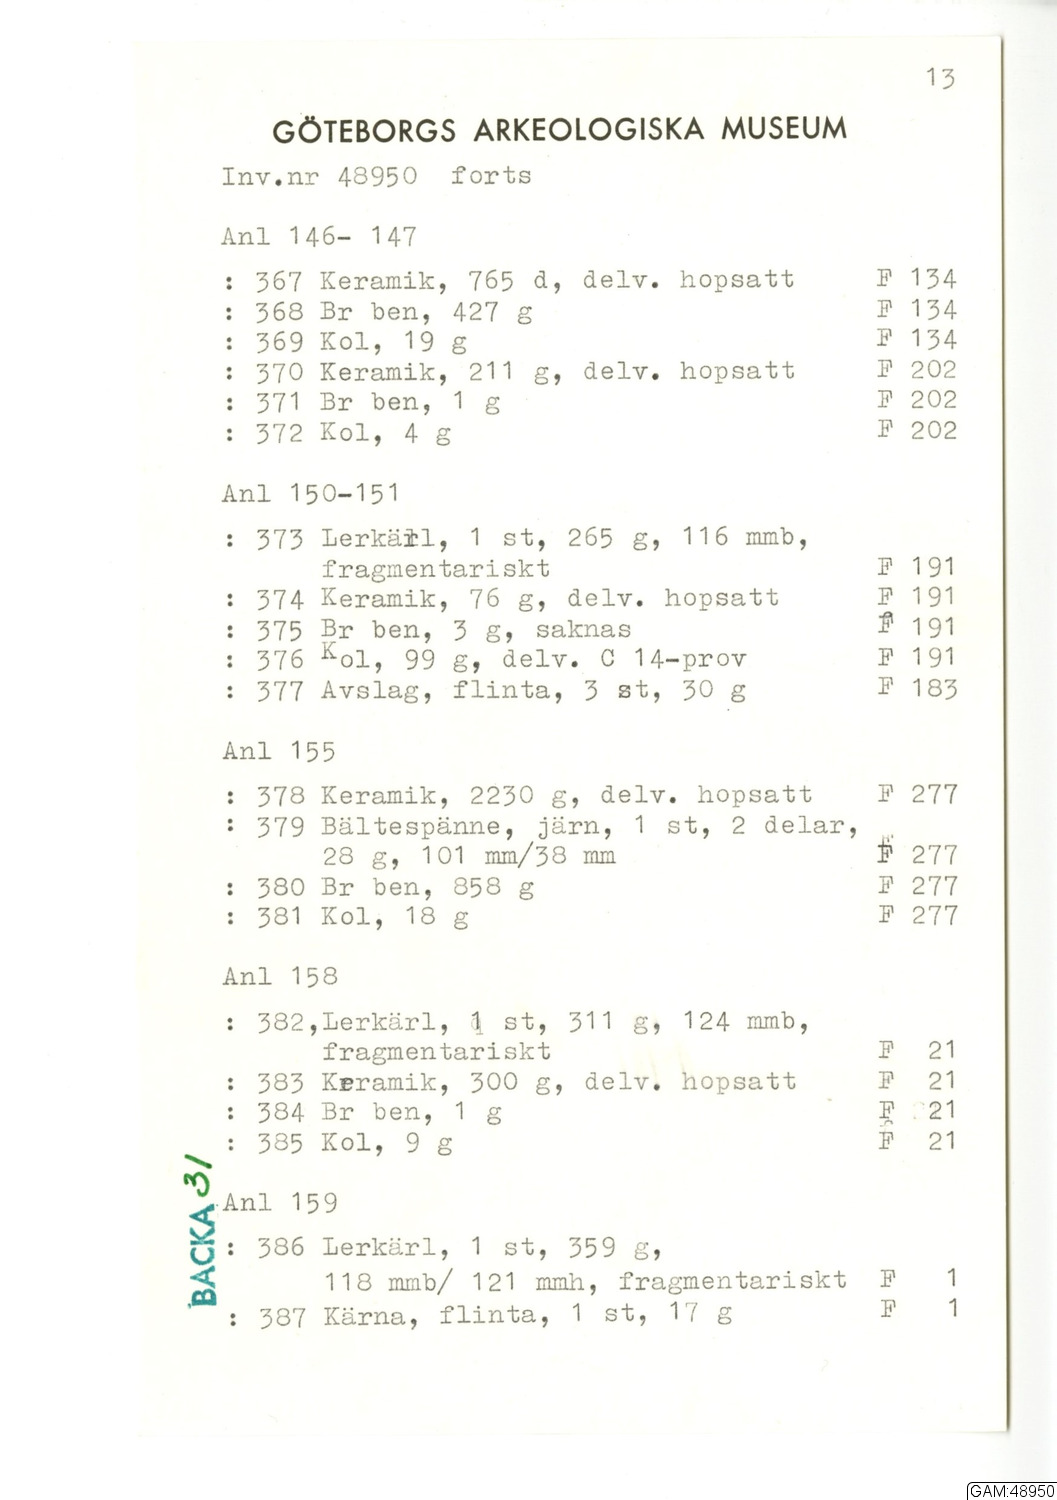 13
GÖTEBORGS ARKEOLOGISKA MUSEUM
Inv.nr 48950 forts
Anl 146- 147
: 367 Keramik, 765 d, delv. hopsatt F 134
: 368 Br ben, 427 g F 134
: 369 Kol, 19 g F 134
: 370 Keramik, 211 g, delv. hopsatt F 202
: 371 Br ben, 1 g F 202
: 372 Kol, 4 g F 202
Anl 150-151
: 373 Lerkärl, 1 st, 265 g, 116 mmb,
fragmentariskt F 191
: 374 Keramik, 76 g, delv. hopsatt F 191
: 375 Br ben, 3 g, saknas F 191
: 376 Kol, 99 g, delv. C 14-prov F 191
: 377 Avslag, flinta, 3 st, 30 g F 183
Anl 155
: 378 Keramik, 2230 g, delv. hopsatt F 277
: 379 Bältespänne, järn, 1 st, 2 delar,
28 g, 101 mm/38 mm F 277
: 380 Br ben, 858 g F 277
: 381 Kol, 18 g F 277
Anl 158
: 382,Lerkärl, 1 st, 311 g, 124 mmb,
fragmentariskt F 21
: 383 Keramik, 300 g, delv. hopsatt F 21
: 384 Br ben, 1 g F 21
: 385 Kol, 9 g F 21
BACKA 31
Anl 159
: 386 Lerkärl, 1 st, 359 g,
118 mmb/ 121 mmh, fragmentariskt F 1
: 387 Kärna, flinta, 1 st, 17 g F 1
GAM:48950